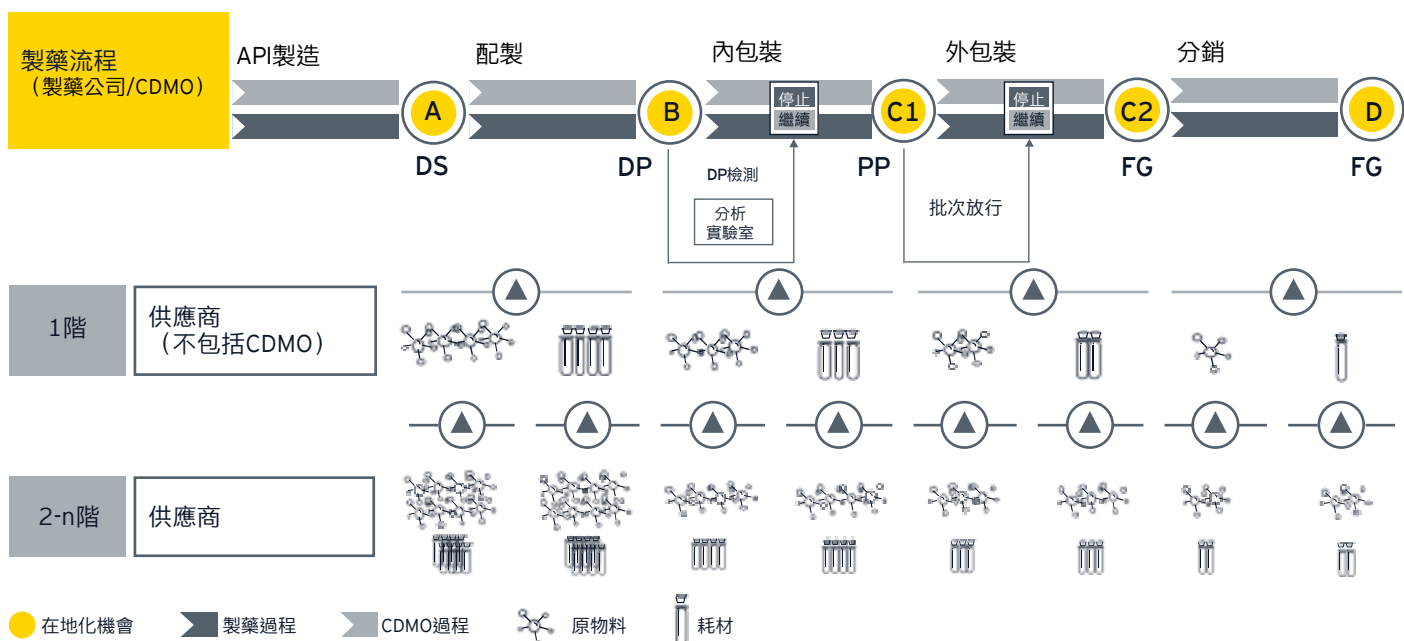 製藥流程
（製藥公司/CDMO）
API製造
配製
內包裝
外包裝
分銷
A
B
停止
繼續
C1
停止
繼續
C2
D
DS
DP
PP
FG
FG
DP檢測
分析
實驗室
批次放行
1階
供應商
（不包括CDMO）
2-n階
供應商
在地化機會
製藥過程
CDMO過程
原物料
耗材